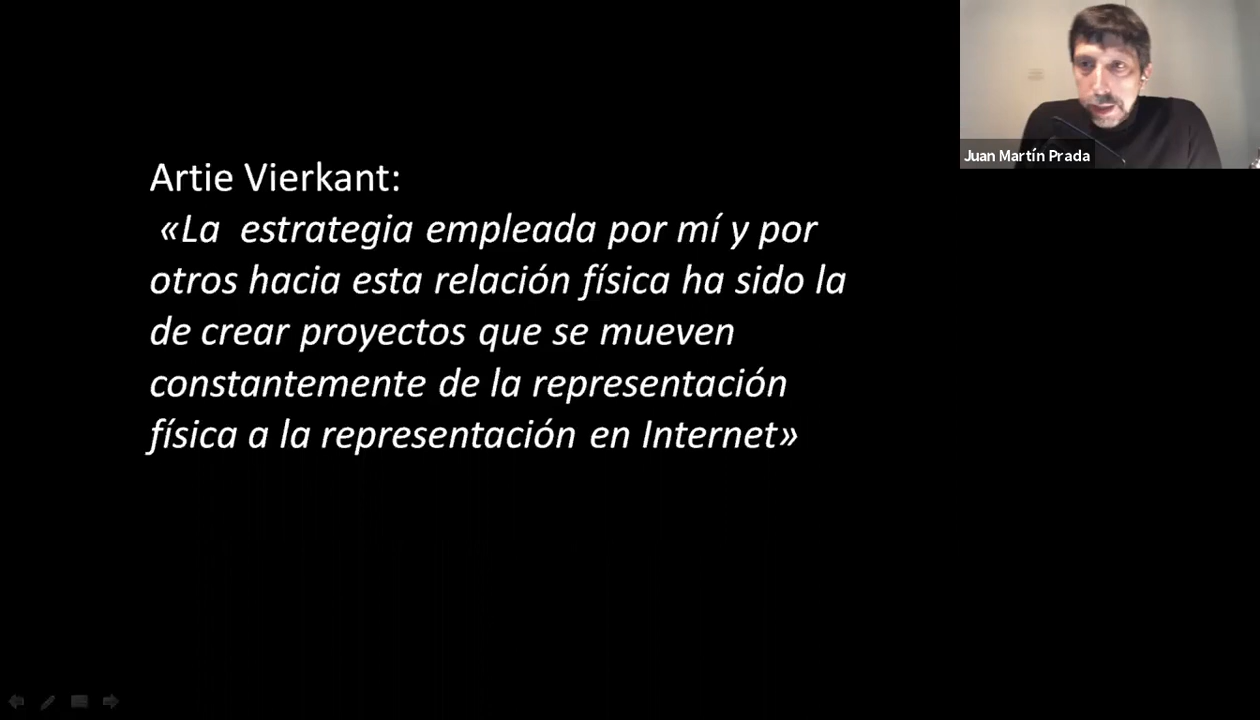 Artie Vierkant:
«La estrategia empleada por mí y por
otros hacia esta relación física ha sido la
de crear proyectos que se mueven
constantemente de la representación
física a la representación en Internet»
Juan Martín Prada